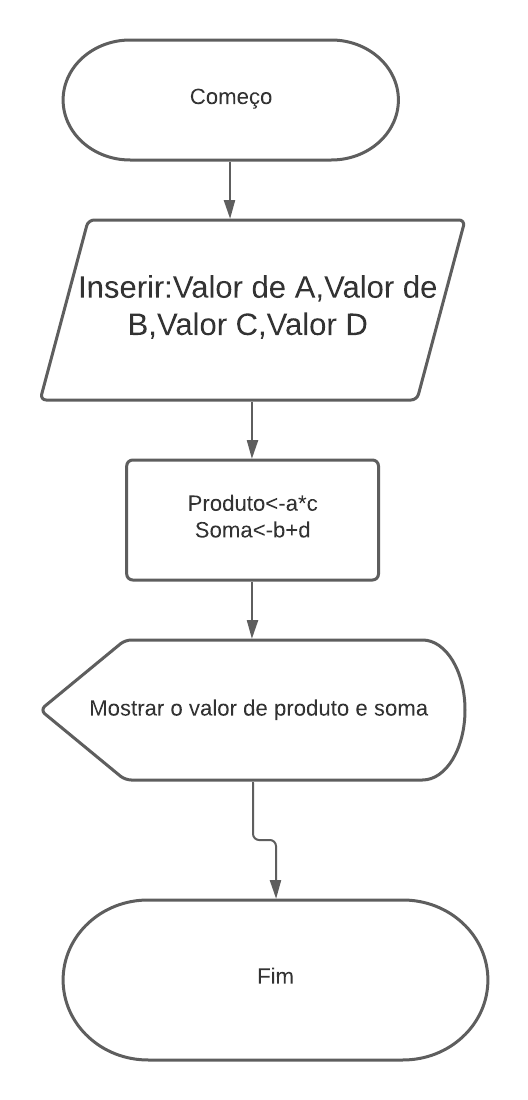 Começo
Inserir:Valor de A,Valor de
B,Valor C,Valor D
Produto<-a*c
Soma<-b+d
Mostrar o valor de produto e soma
Fim